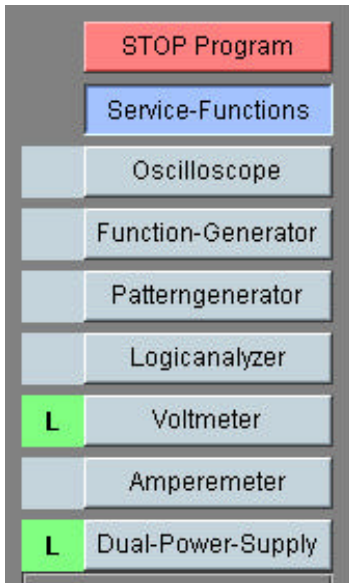 STOP Program
Service-Functions
Oscilloscope
Function-Generator
Patterngenerator
Logicanalyzer
L Voltmeter
Amperemeter
L Dual-Power-Supply